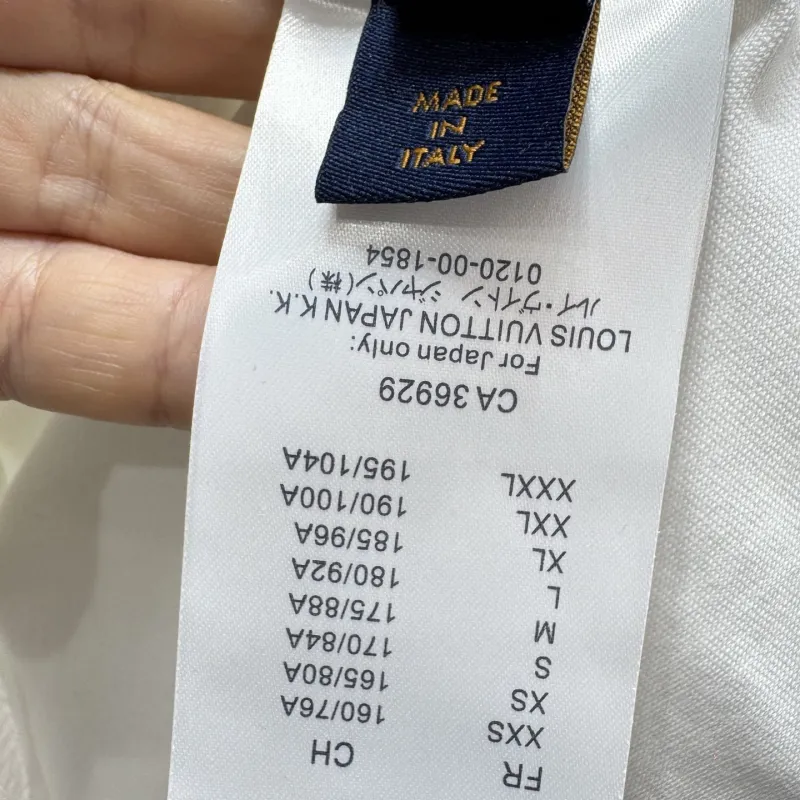 MADE
IN
ITALY
FR CH
XXS 160/76A
XS 165/80A
S 170/84A
M 175/88A
L 180/92A
XL 185/96A
XXL 190/100A
XXXL 195/104A
CA 36929
For Japan only:
LOUIS VUITTON JAPAN K.K.
ルイ・ヴィトン ジャパン(株)
0120-00-1854